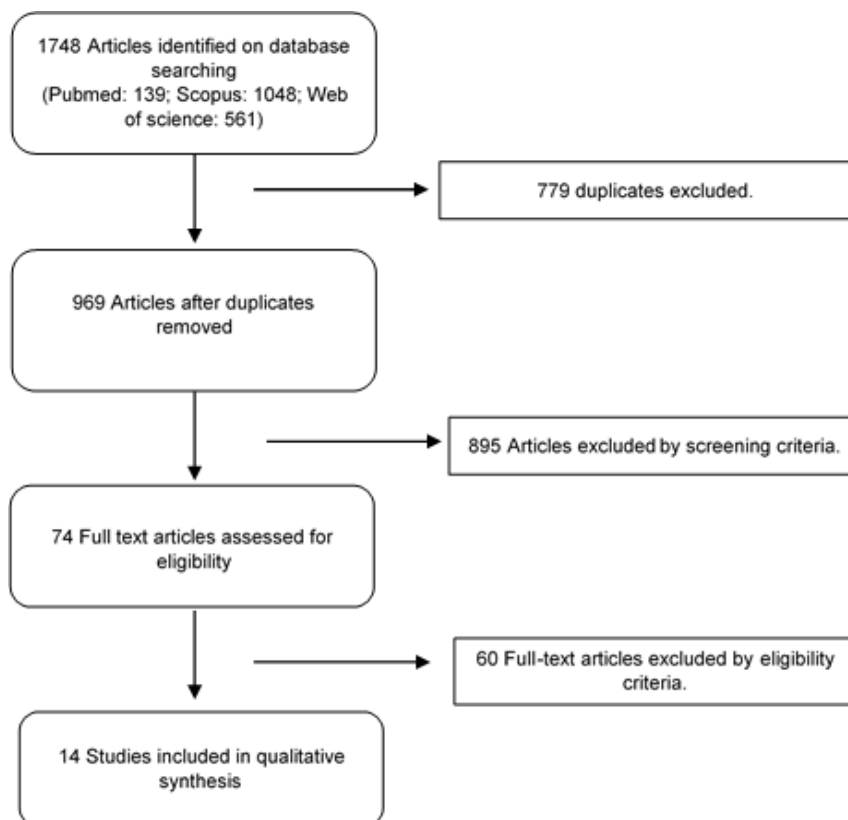 1748 Articles identified on database
searching
(Pubmed: 139; Scopus: 1048; Web
of science: 561)
779 duplicates excluded.
969 Articles after duplicates
removed
895 Articles excluded by screening criteria.
74 Full text articles assessed for
eligibility
60 Full-text articles excluded by eligibility
criteria.
14 Studies included in qualitative
synthesis